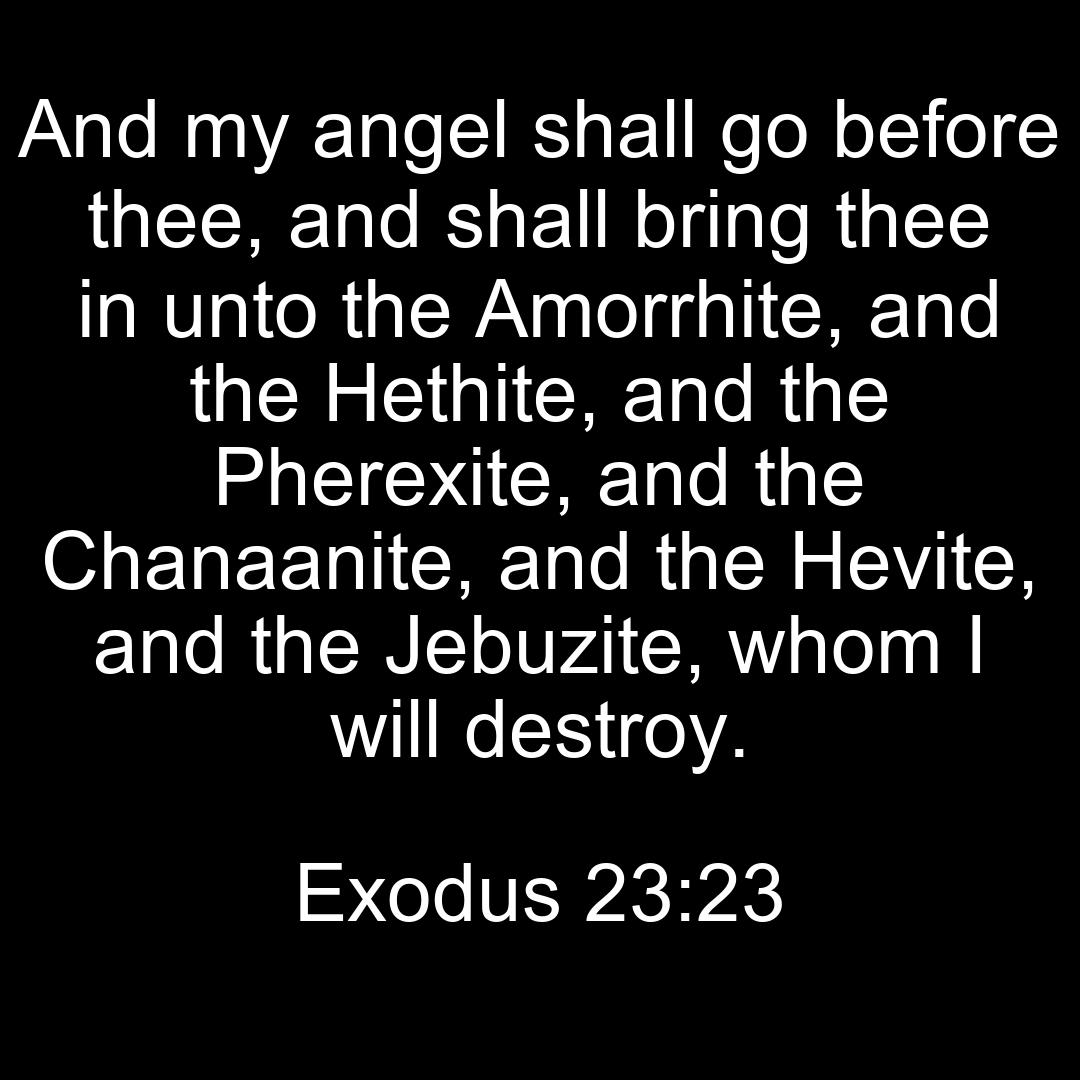 And my angel shall go before
thee, and shall bring thee
in unto the Amorrhite, and
the Hethite, and the
Pherexite, and the
Chanaanite, and the Hevite,
and the Jebuzite, whom I
will destroy.
Exodus 23:23